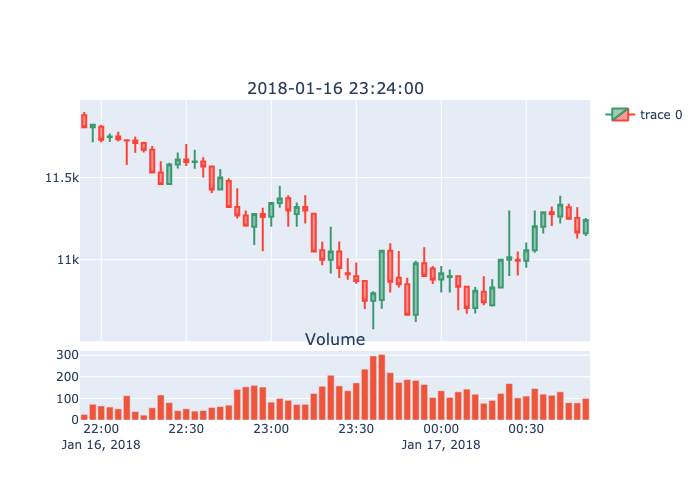 2018-01-16 23:24:00
trace 0
11.5k
11k
Volume
300
200
100
0
22:00 22:30 23:00 23:30 00:00 00:30
Jan 16, 2018 Jan 17, 2018